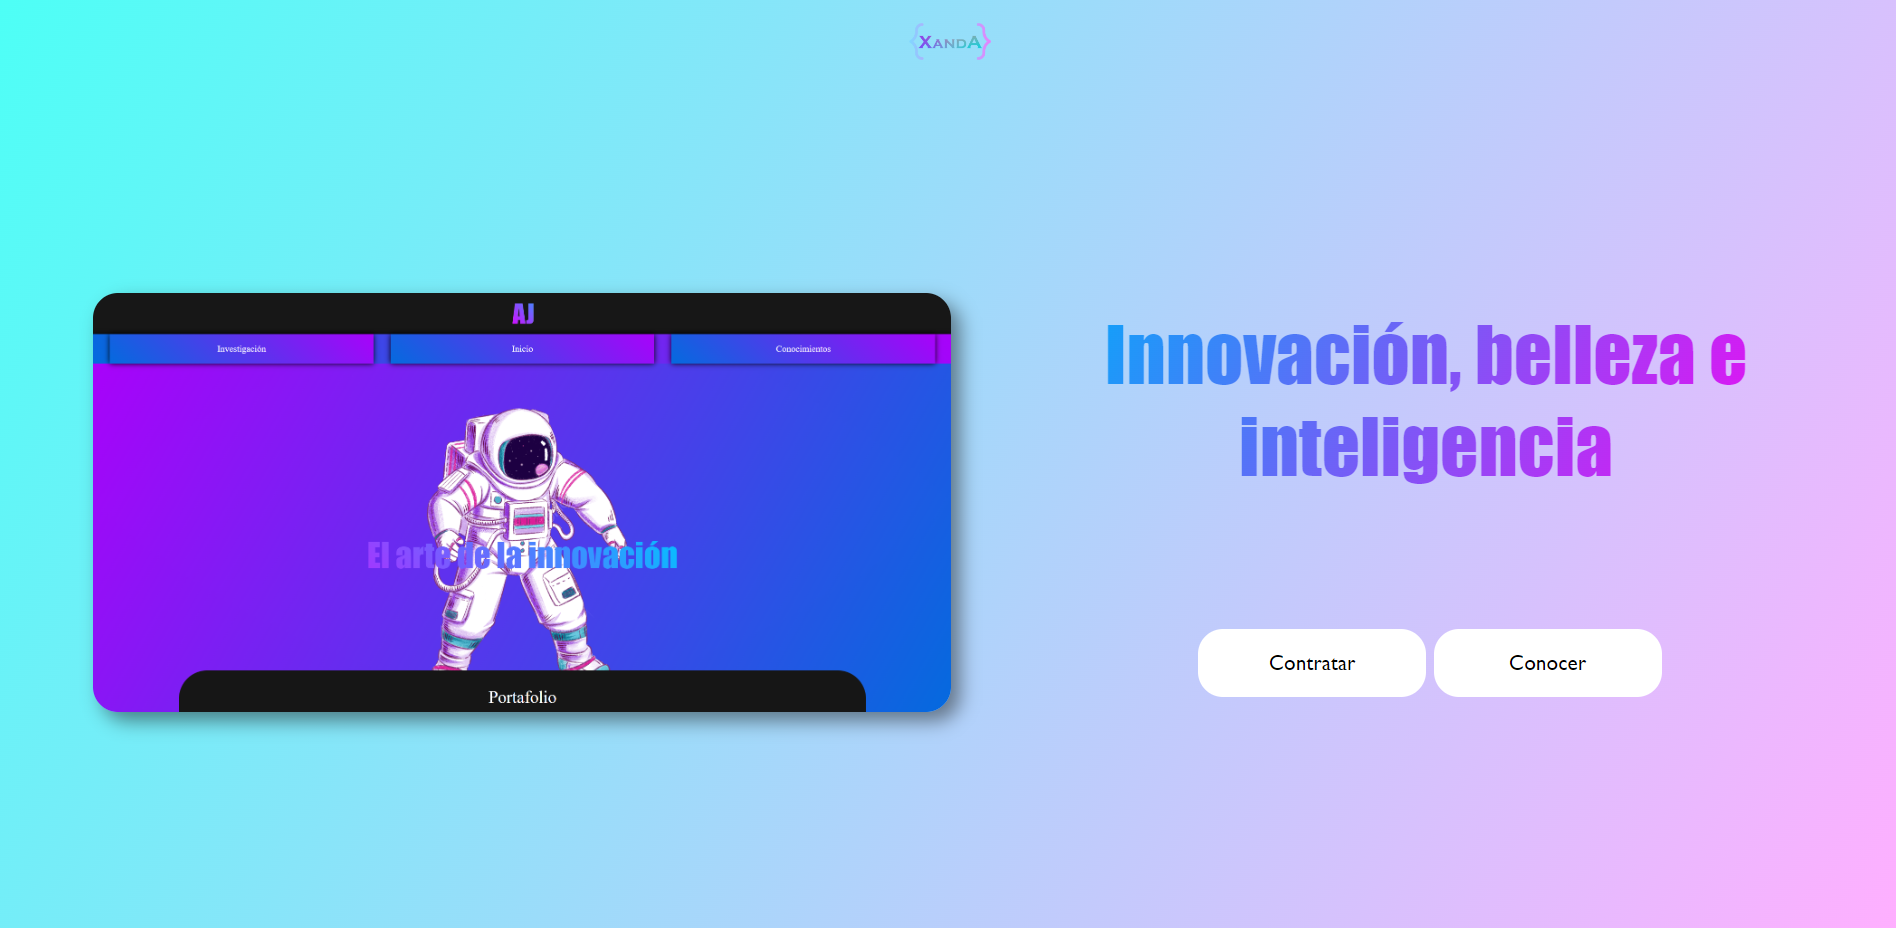 {XANDA}
AJ
Investigación
Inicio
Conocimientos
El arte de la innovación
Portafolio
Innovación, belleza e
inteligencia
Contratar
Conocer